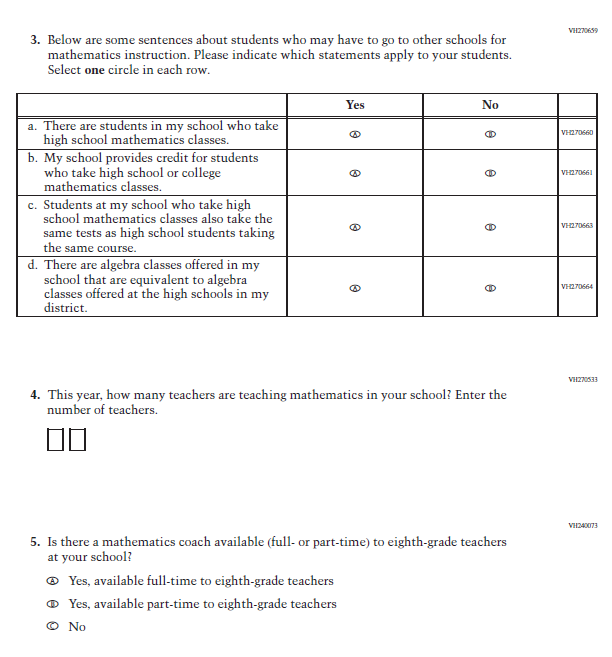 VH270659
3. Below are some sentences about students who may have to go to other schools for
mathematics instruction. Please indicate which statements apply to your students.
Select one circle in each row.
Yes No
a. There are students in my school who take
high school mathematics classes.
Ⓐ Ⓑ VH270660
b. My school provides credit for students
who take high school or college
mathematics classes.
Ⓐ Ⓑ VH270661
c. Students at my school who take high
school mathematics classes also take the
same tests as high school students taking
the same course.
Ⓐ Ⓑ VH270663
d. There are algebra classes offered in my
school that are equivalent to algebra
classes offered at the high schools in my
district.
Ⓐ Ⓑ VH270664
VH270533
4. This year, how many teachers are teaching mathematics in your school? Enter the
number of teachers.
VH240073
5. Is there a mathematics coach available (full- or part-time) to eighth-grade teachers
at your school?
Ⓐ Yes, available full-time to eighth-grade teachers
Ⓑ Yes, available part-time to eighth-grade teachers
Ⓒ No